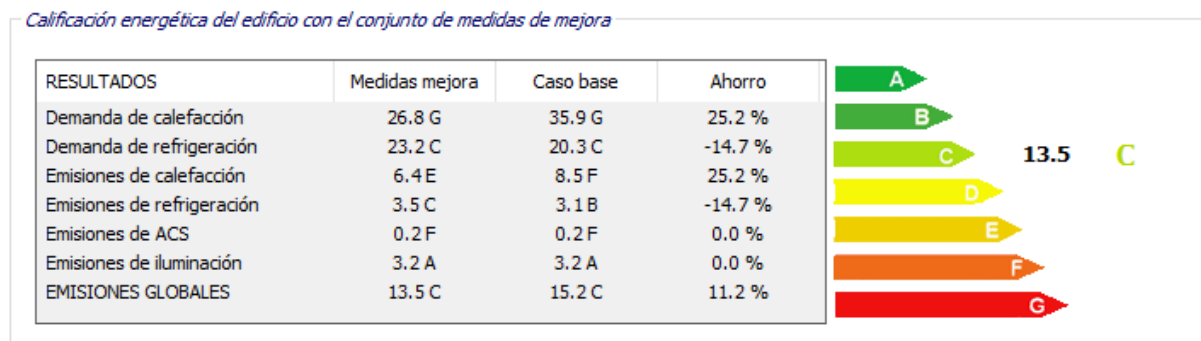 Calificación energética del edificio con el conjunto de medidas de mejora
RESULTADOS Medidas mejora Caso base Ahorro
Demanda de calefacción 26.8 G 35.9 G 25.2 %
Demanda de refrigeración 23.2 C 20.3 C -14.7 %
Emisiones de calefacción 6.4 E 8.5 F 25.2 %
Emisiones de refrigeración 3.5 C 3.1 B -14.7 %
Emisiones de ACS 0.2 F 0.2 F 0.0 %
Emisiones de iluminación 3.2 A 3.2 A 0.0 %
EMISIONES GLOBALES 13.5 C 15.2 C 11.2 %
A
B
C 13.5 C
D
E
F
G